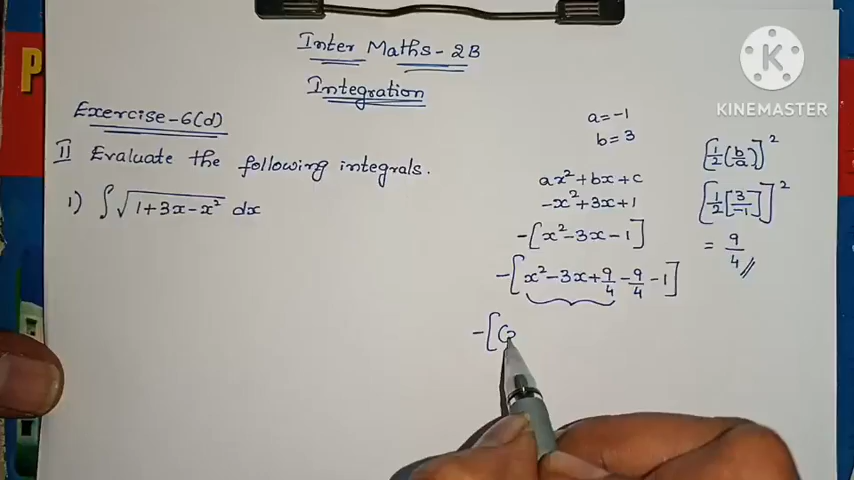 Inter Maths - 2B
Integration
Exercise - 6(d)
II Evaluate the following integrals.
1) ∫ √(1+3x-x²) dx
a = -1
b = 3
ax² + bx + c
-x² + 3x + 1
-[x² - 3x - 1]
-[x² - 3x + 9/4 - 9/4 - 1]
-[(
[1/2 (b/a)]²
[1/2 [3/-1]]²
= 9/4 //
K
KINEMASTER
P